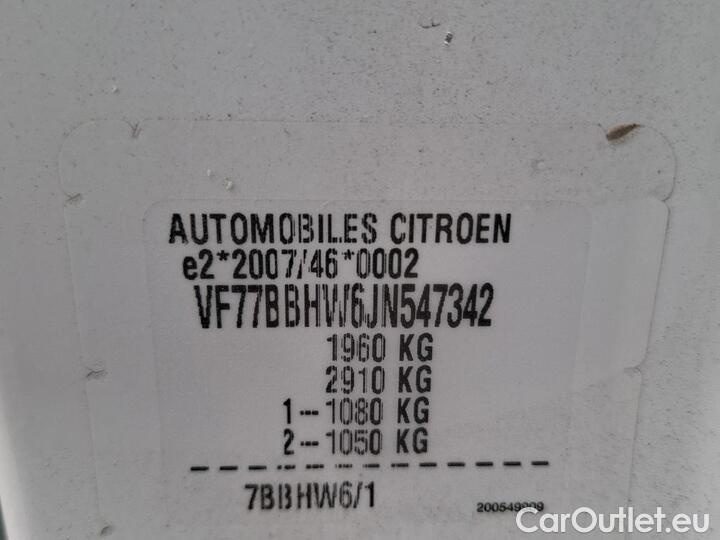 AUTOMOBILES CITROEN
e2*2007/46*0002
VF77BBHW6JN547342
1960 KG
2910 KG
1--1080 KG
2--1050 KG
7BBHW6/1
CarOutlet.eu